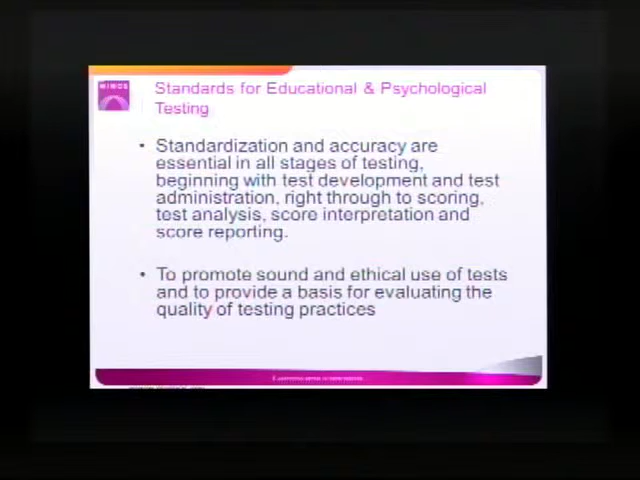 MIMOS
Standards for Educational & Psychological
Testing
• Standardization and accuracy are
essential in all stages of testing,
beginning with test development and test
administration, right through to scoring,
test analysis, score interpretation and
score reporting.
• To promote sound and ethical use of tests
and to provide a basis for evaluating the
quality of testing practices